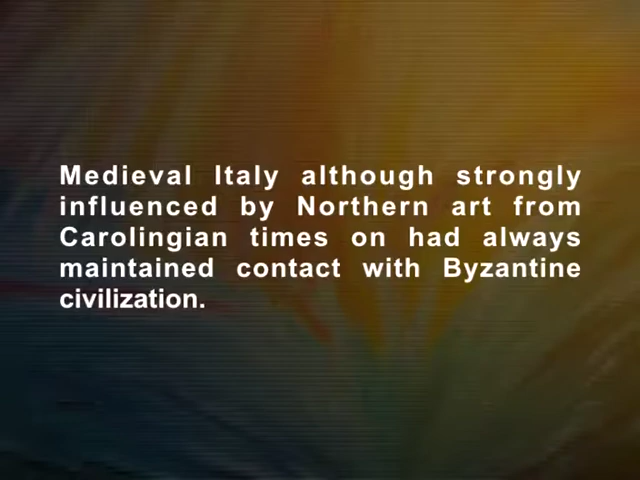 Medieval Italy although strongly
influenced by Northern art from
Carolingian times on had always
maintained contact with Byzantine
civilization.